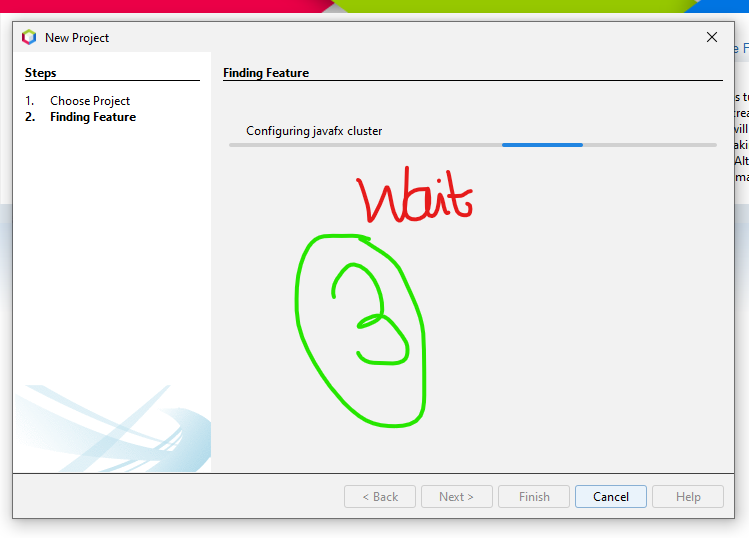 New Project
Steps
1. Choose Project
2. Finding Feature
Finding Feature
Configuring javafx cluster
Wait
3
< Back
Next >
Finish
Cancel
Help